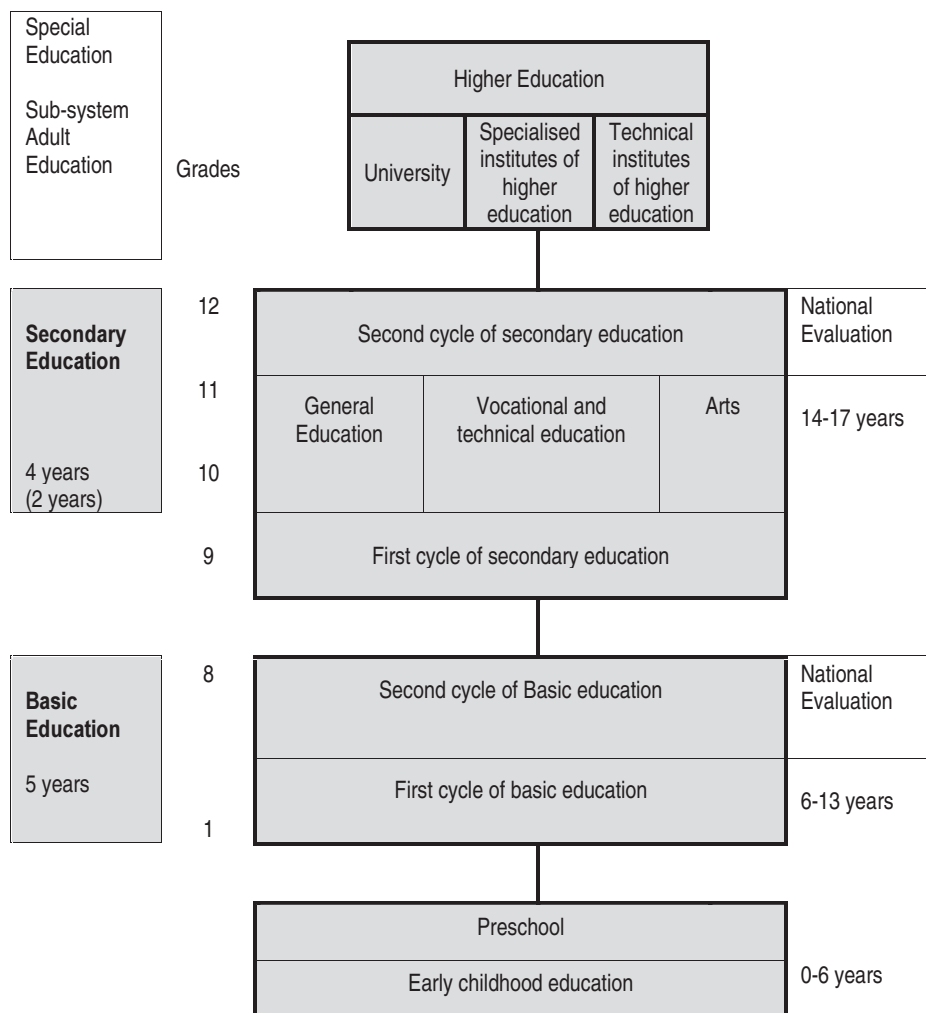 Special
Education
Sub-system
Adult
Education
Grades
Higher Education
University
Specialised
institutes of
higher
education
Technical
institutes
of higher
education
Secondary
Education
4 years
(2 years)
12
11
10
9
Second cycle of secondary education
General
Education
Vocational and
technical education
Arts
First cycle of secondary education
National
Evaluation
14-17 years
Basic
Education
5 years
8
1
Second cycle of Basic education
First cycle of basic education
National
Evaluation
6-13 years
Preschool
Early childhood education
0-6 years